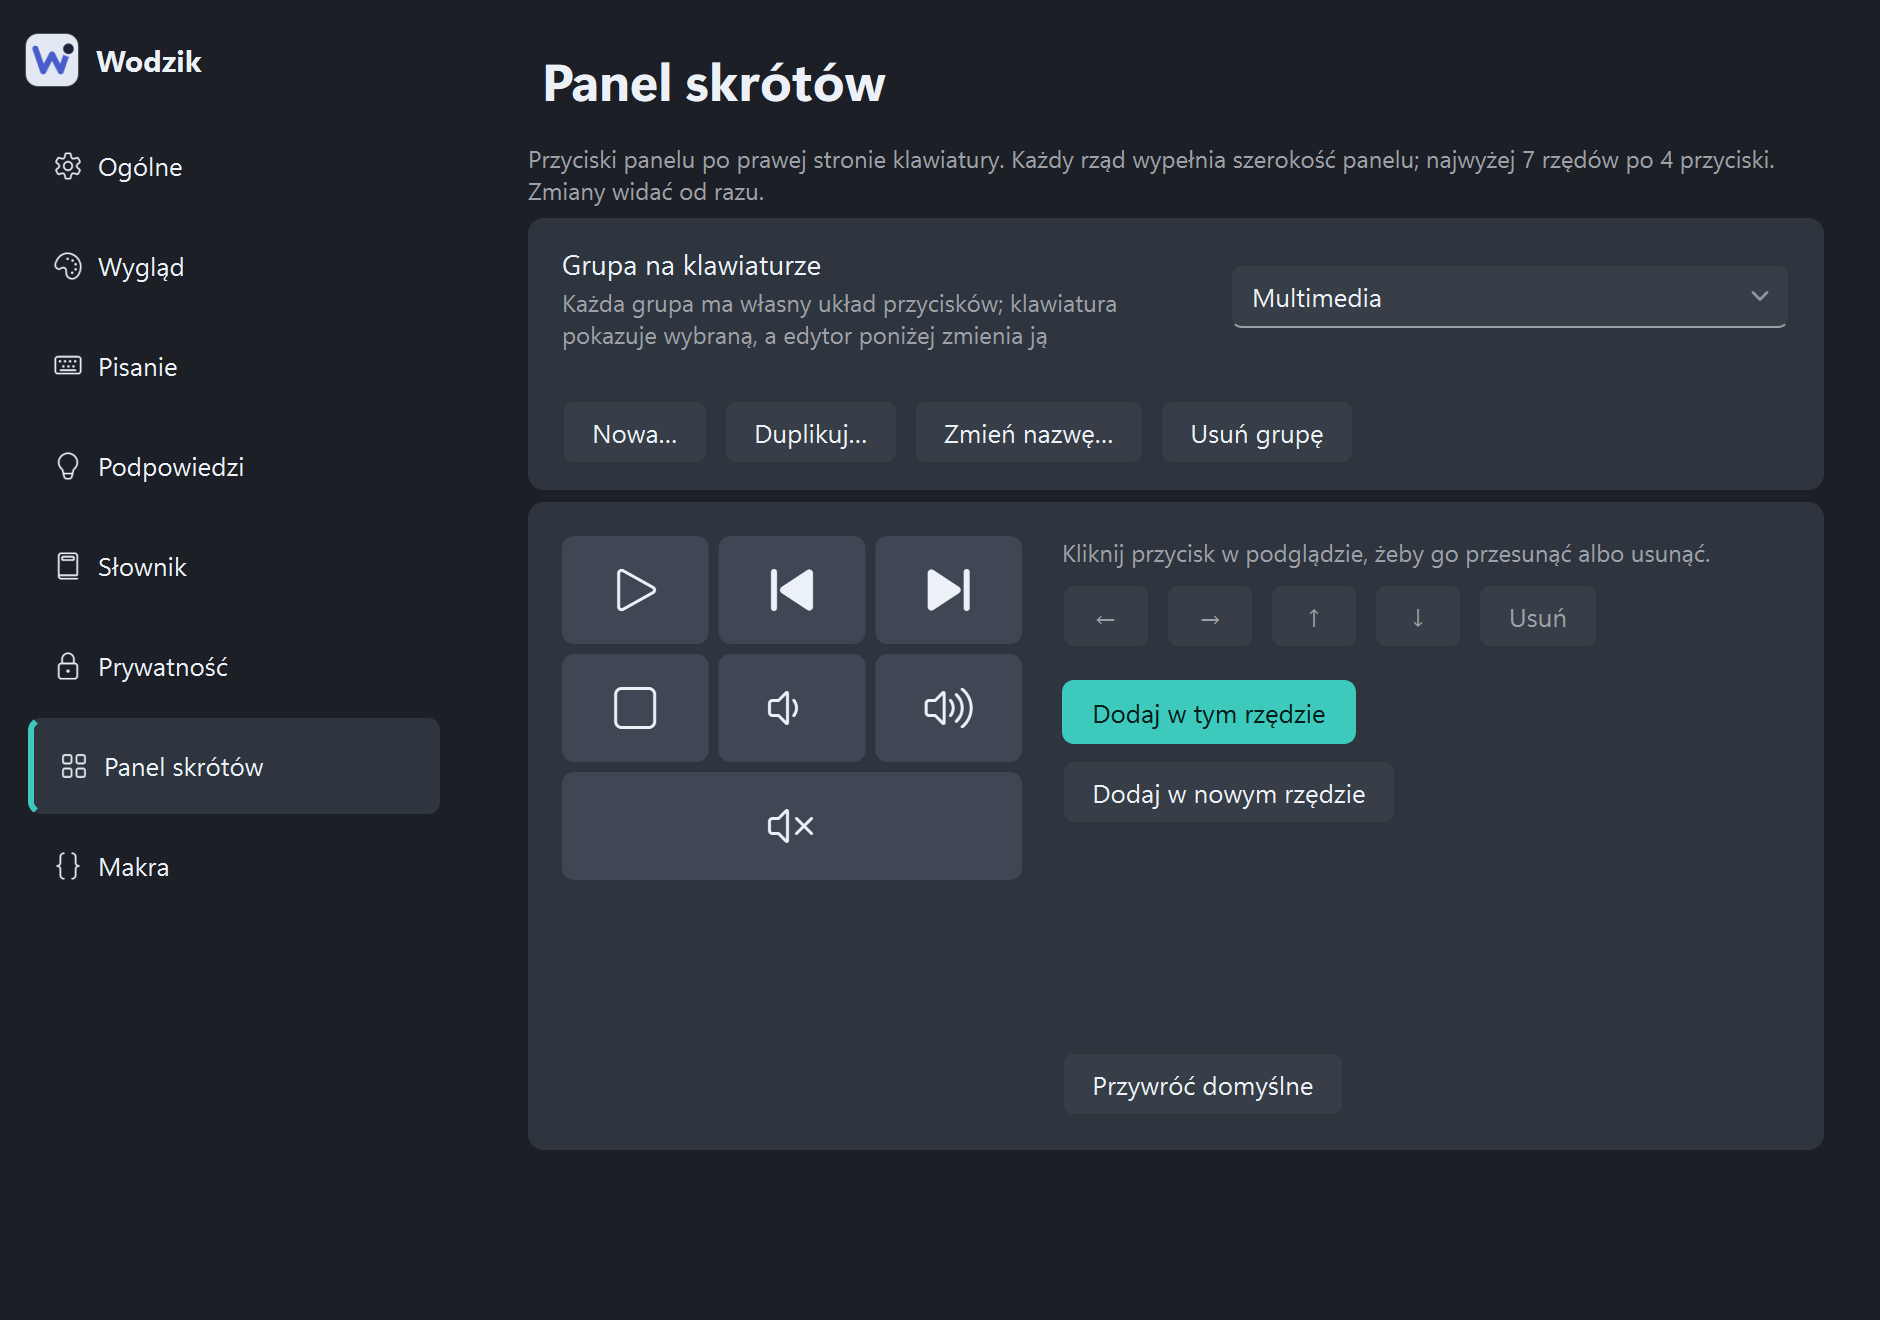 Wodzik
Ogólne
Wygląd
Pisanie
Podpowiedzi
Słownik
Prywatność
Panel skrótów
Makra
Panel skrótów
Przyciski panelu po prawej stronie klawiatury. Każdy rząd wypełnia szerokość panelu; najwyżej 7 rzędów po 4 przyciski.
Zmiany widać od razu.
Grupa na klawiaturze
Każda grupa ma własny układ przycisków; klawiatura
pokazuje wybraną, a edytor poniżej zmienia ją
Multimedia
Nowa... Duplikuj... Zmień nazwę... Usuń grupę
Kliknij przycisk w podglądzie, żeby go przesunąć albo usunąć.
← → ↑ ↓ Usuń
Dodaj w tym rzędzie
Dodaj w nowym rzędzie
Przywróć domyślne